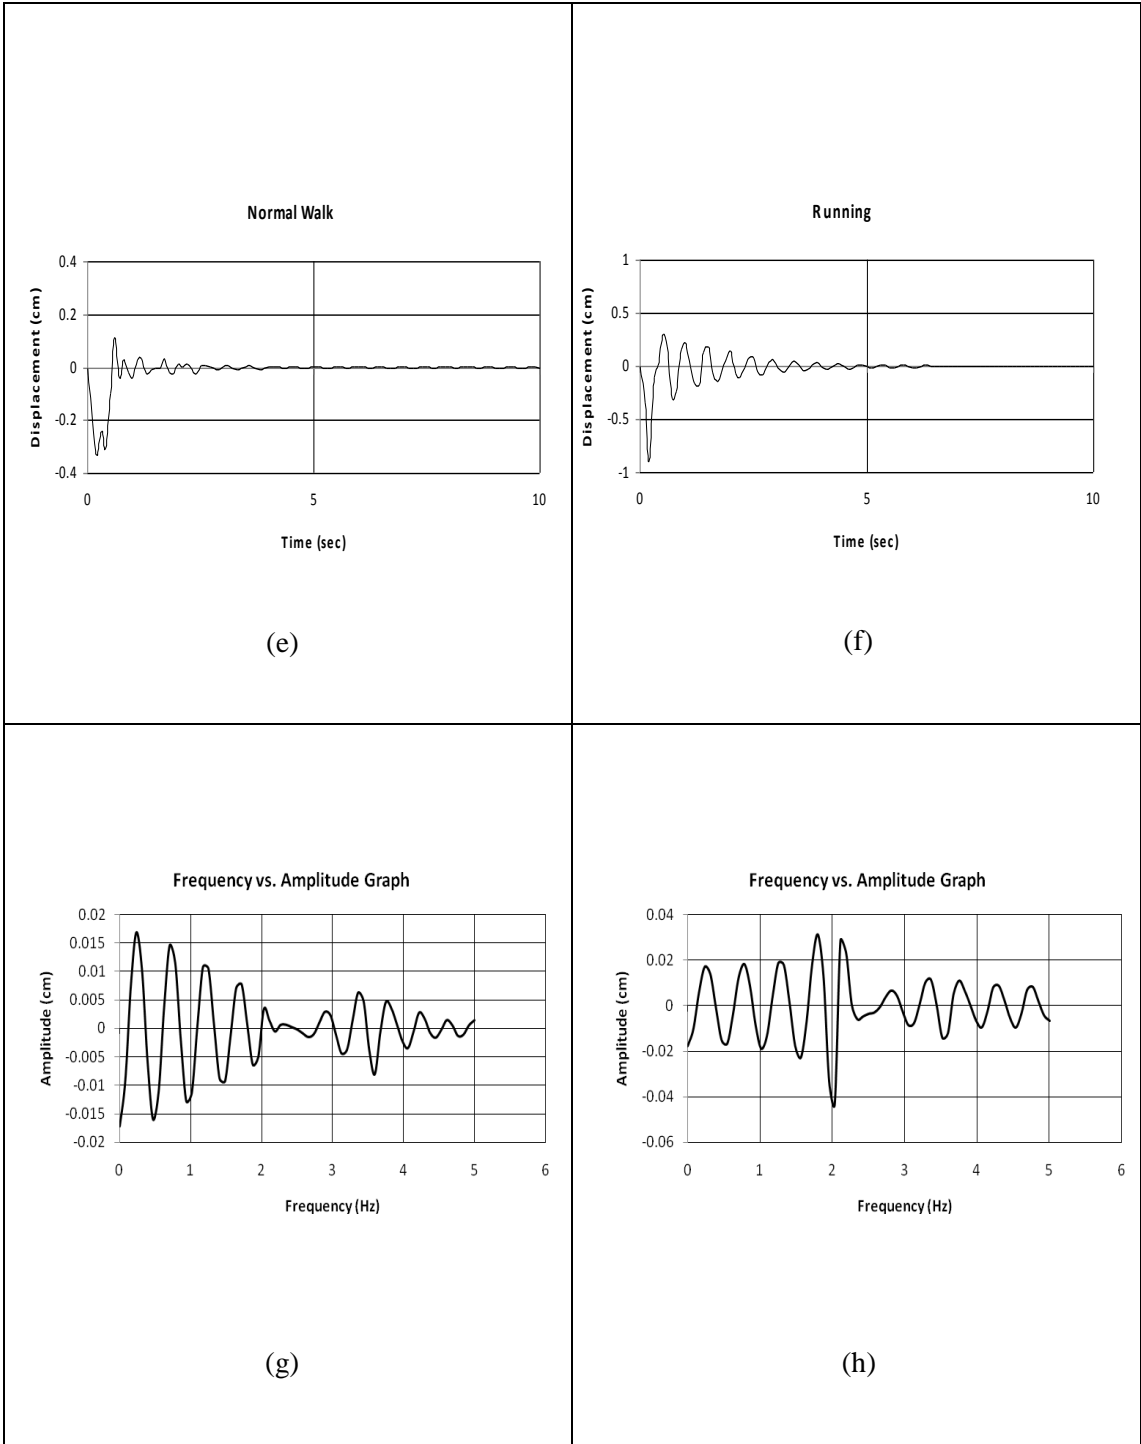 Normal Walk
0.4
0.2
0
-0.2
-0.4
Displacement (cm)
0 5 10
Time (sec)
(e)
Running
1
0.5
0
-0.5
-1
Displacement (cm)
0 5 10
Time (sec)
(f)
Frequency vs. Amplitude Graph
0.02
0.015
0.01
0.005
0
-0.005
-0.01
-0.015
-0.02
Amplitude (cm)
0 1 2 3 4 5 6
Frequency (Hz)
(g)
Frequency vs. Amplitude Graph
0.04
0.02
0
-0.02
-0.04
-0.06
Amplitude (cm)
0 1 2 3 4 5 6
Frequency (Hz)
(h)